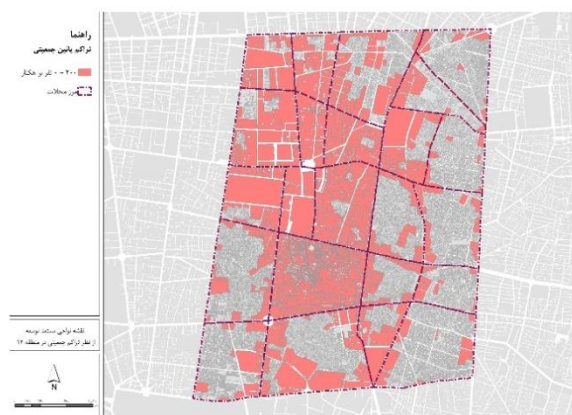 راهنما
تراکم پائین جمعیتی
۰ - ۲۰۰ نفر بر هکتار
مرز محلات
نقشه نواحی مستعد توسعه
از نظر تراکم جمعیتی در منطقه
N